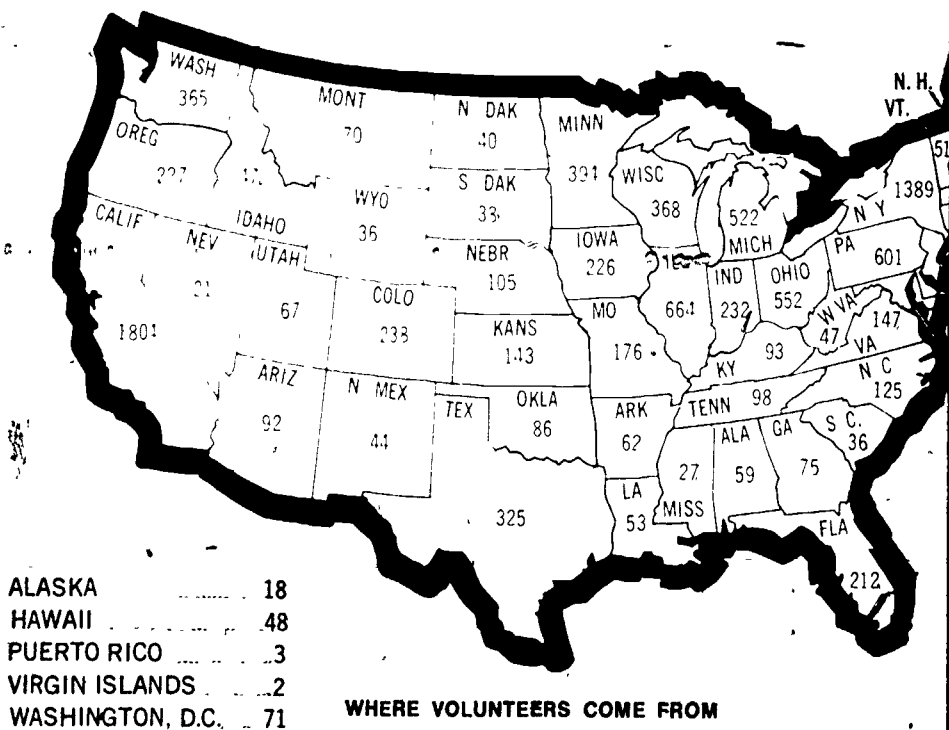 WASH
365
MONT
70
N DAK
40
MINN
N. H.
VT.
OREG
S DAK
33
WISC
368
522
MICH
1389
N Y
51
WYO
36
CALIF
IDAHO
NEV
UTAH
NEBR
105
IOWA
226
PA
601
IND
232
OHIO
552
67
COLO
1801
KANS
143
MO
176
664
W VA
47
147
VA
KY
93
N C
125
ARIZ
92
N MEX
44
TEX
OKLA
86
ARK
62
TENN 98
S C.
36
ALA
59
GA
75
27
MISS
LA
53
325
FLA
212
ALASKA 18
HAWAII 48
PUERTO RICO 3
VIRGIN ISLANDS 2
WASHINGTON, D.C. 71
WHERE VOLUNTEERS COME FROM